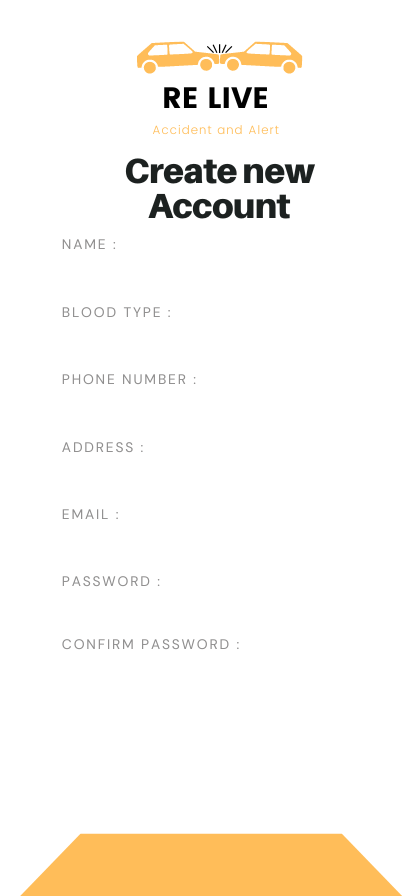 RE LIVE
Accident and Alert
Create new
Account
NAME :
BLOOD TYPE :
PHONE NUMBER :
ADDRESS :
EMAIL :
PASSWORD :
CONFIRM PASSWORD :